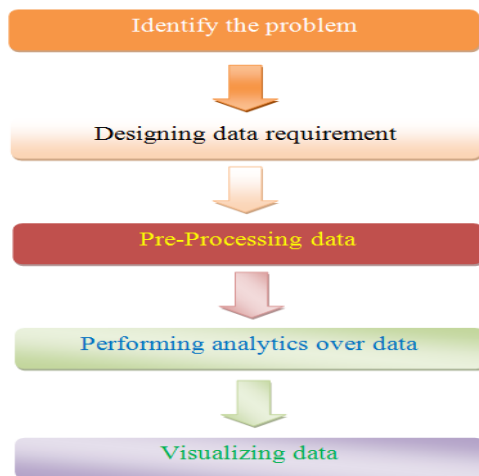 Identify the problem
Designing data requirement
Pre-Processing data
Performing analytics over data
Visualizing data